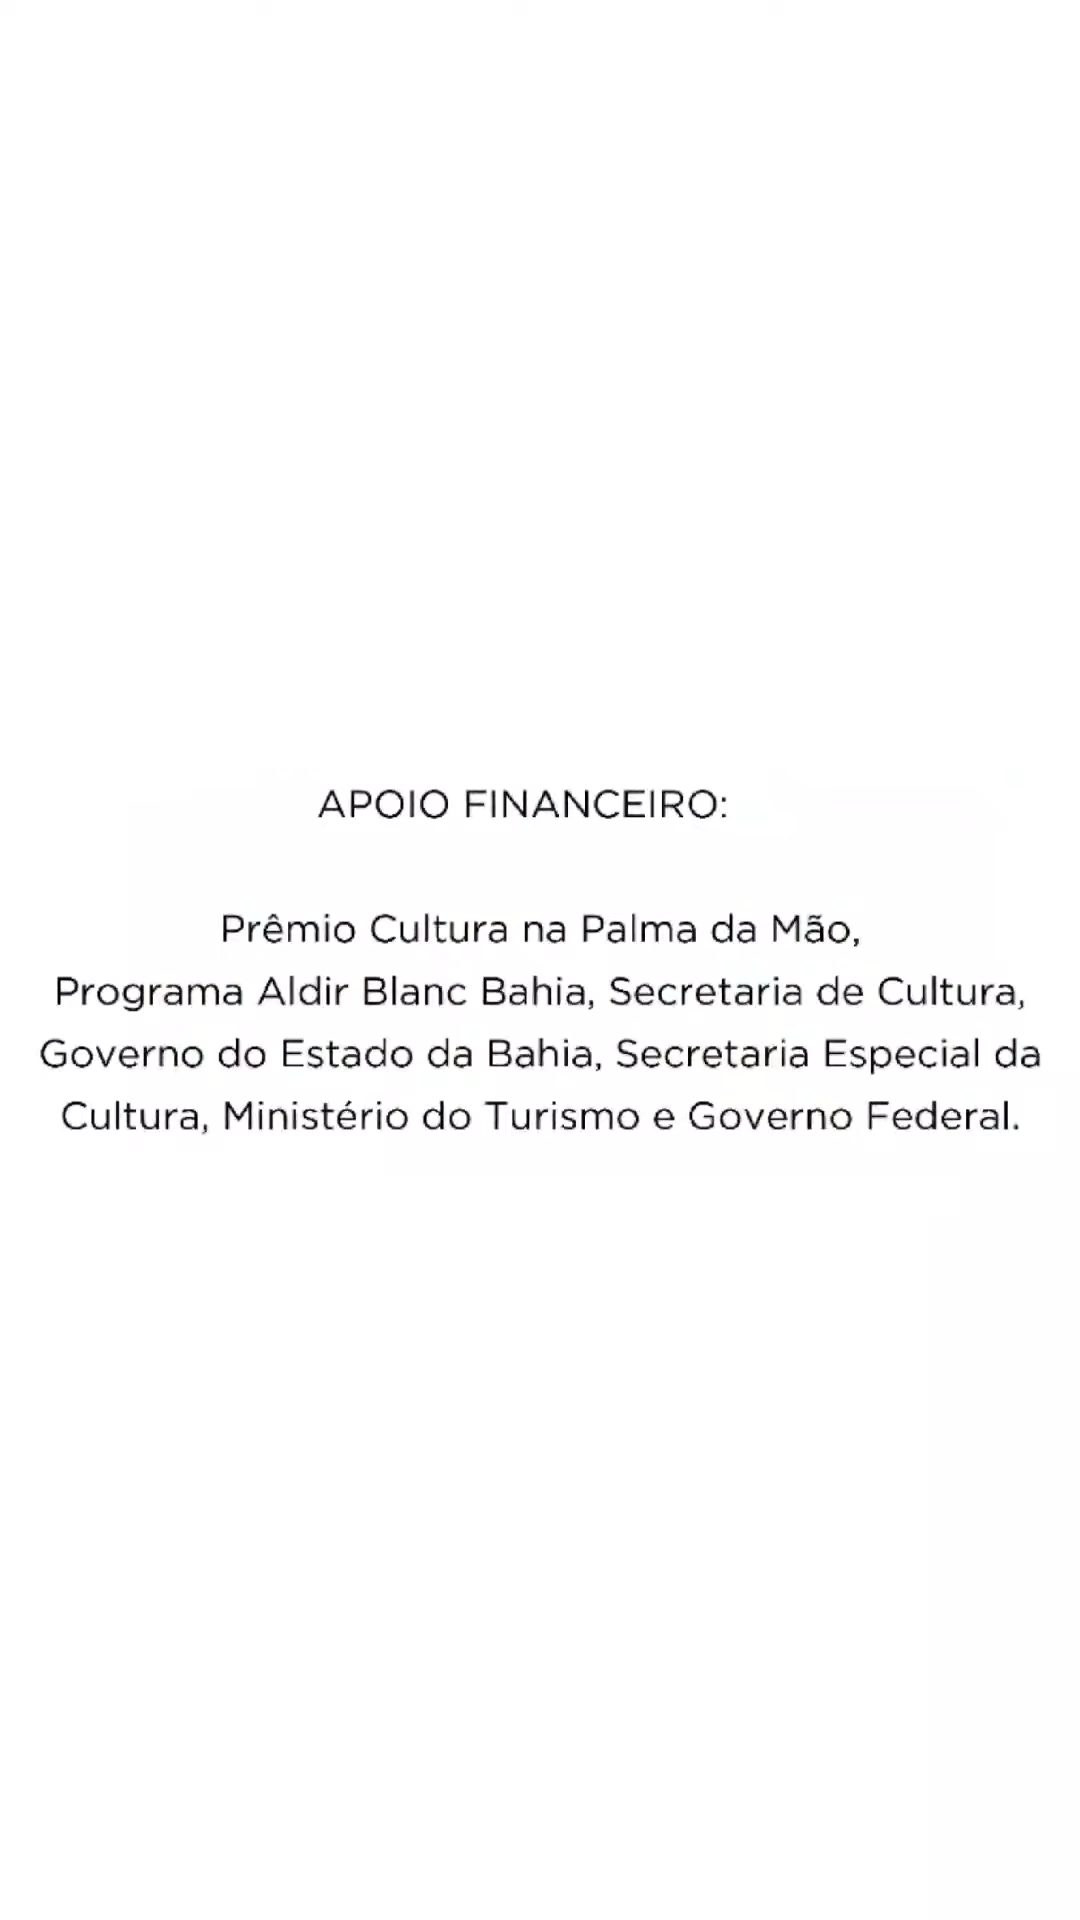 APOIO FINANCEIRO:
Prêmio Cultura na Palma da Mão,
Programa Aldir Blanc Bahia, Secretaria de Cultura,
Governo do Estado da Bahia, Secretaria Especial da
Cultura, Ministério do Turismo e Governo Federal.